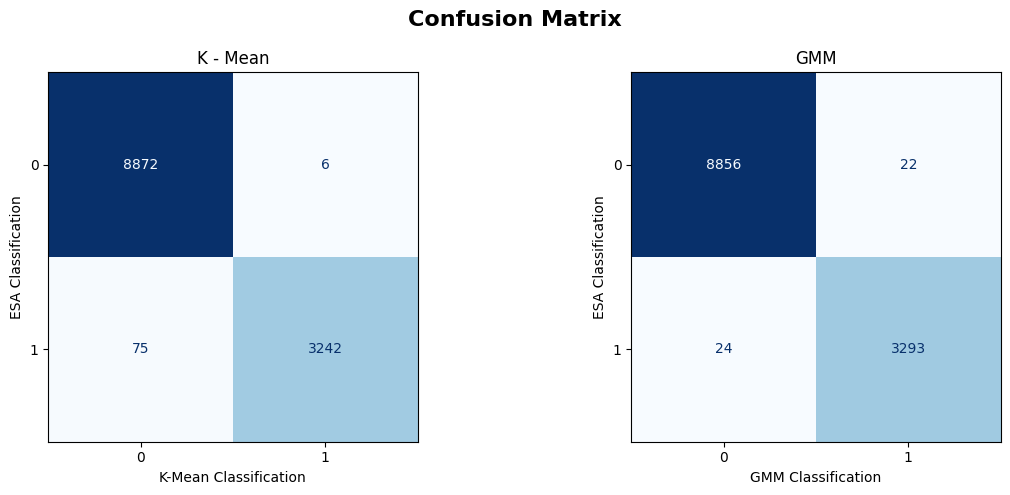 Confusion Matrix
K - Mean
ESA Classification
0
8872
6
1
75
3242
0
1
K-Mean Classification
GMM
ESA Classification
0
8856
22
1
24
3293
0
1
GMM Classification